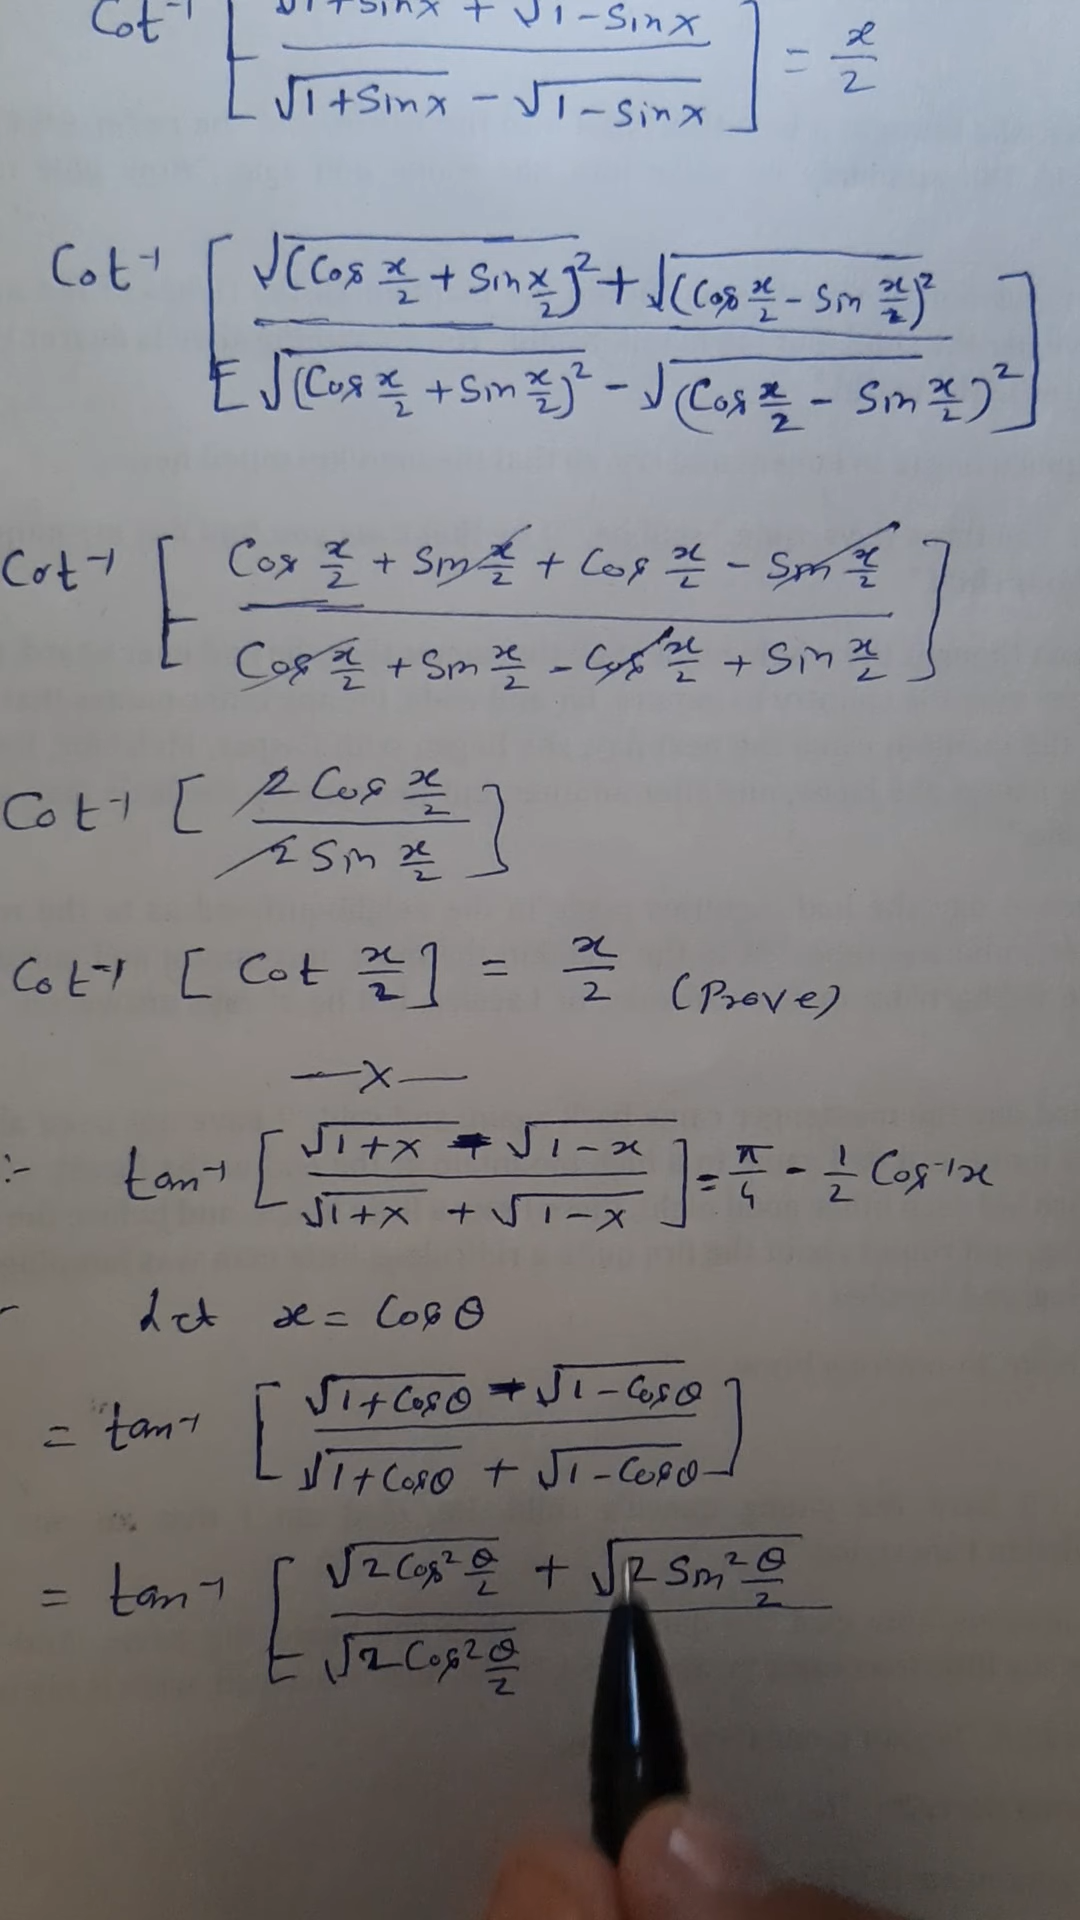 Cot⁻¹ [ (√1+Sinx + √1-Sinx) / (√1+Sinx - √1-Sinx) ] = x/2
Cot⁻¹ [ (√(Cos x/2 + Sin x/2)² + √(Cos x/2 - Sin x/2)²) / (√(Cos x/2 + Sin x/2)² - √(Cos x/2 - Sin x/2)²) ]
Cot⁻¹ [ (Cos x/2 + Sin x/2 + Cos x/2 - Sin x/2) / (Cos x/2 + Sin x/2 - Cos x/2 + Sin x/2) ]
Cot⁻¹ [ (2 Cos x/2) / (2 Sin x/2) ]
Cot⁻¹ [ Cot x/2 ] = x/2 (Prove)
—x—
:- tan⁻¹ [ (√1+x - √1-x) / (√1+x + √1-x) ] = π/4 - 1/2 Cos⁻¹x
- Let x = Cosθ
= tan⁻¹ [ (√1+Cosθ - √1-Cosθ) / (√1+Cosθ + √1-Cosθ) ]
= tan⁻¹ [ (√2Cos² θ/2 + √2Sin² θ/2) / (√2Cos² θ/2